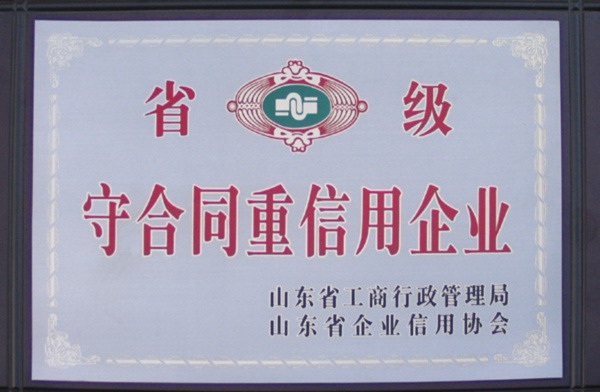 省 级
守合同重信用企业
山东省工商行政管理局
山东省企业信用协会